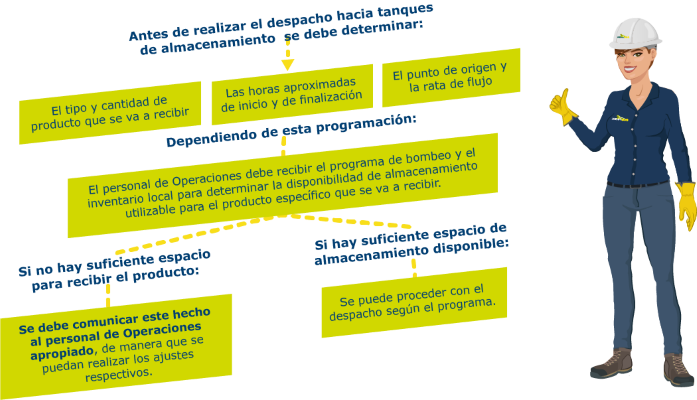 Antes de realizar el despacho hacia tanques
de almacenamiento se debe determinar:
El tipo y cantidad de
producto que se va a recibir
Las horas aproximadas
de inicio y de finalización
El punto de origen y
la rata de flujo
Dependiendo de esta programación:
El personal de Operaciones debe recibir el programa de bombeo y el
inventario local para determinar la disponibilidad de almacenamiento
utilizable para el producto específico que se va a recibir.
Si no hay suficiente espacio
para recibir el producto:
Si hay suficiente espacio de
almacenamiento disponible:
Se debe comunicar este hecho
al personal de Operaciones
apropiado, de manera que se
puedan realizar los ajustes
respectivos.
Se puede proceder con el
despacho según el programa.